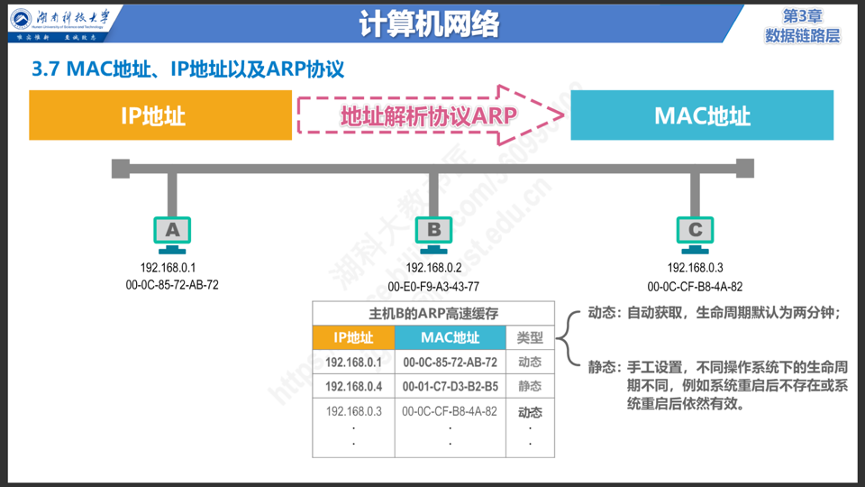 湖南科技大学
Hunan University of Science and Technology
唯实惟新 至诚致志
计算机网络
第3章
数据链路层
3.7 MAC地址、IP地址以及ARP协议
IP地址
地址解析协议ARP
MAC地址
A
B
C
192.168.0.1
192.168.0.2
192.168.0.3
00-0C-85-72-AB-72
00-E0-F9-A3-43-77
00-0C-CF-B8-4A-82
主机B的ARP高速缓存
IP地址 MAC地址 类型
192.168.0.1 00-0C-85-72-AB-72 动态
192.168.0.4 00-01-C7-D3-B2-B5 静态
192.168.0.3 00-0C-CF-B8-4A-82 动态
动态：自动获取，生命周期默认为两分钟；
静态：手工设置，不同操作系统下的生命周
期不同，例如系统重启后不存在或系
统重启后依然有效。
湖科大教书匠